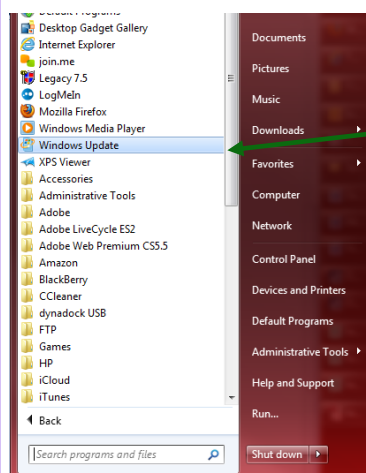 Default Programs
Desktop Gadget Gallery
Internet Explorer
join.me
Legacy 7.5
LogMeIn
Mozilla Firefox
Windows Media Player
Windows Update
XPS Viewer
Accessories
Administrative Tools
Adobe
Adobe LiveCycle ES2
Adobe Web Premium CS5.5
Amazon
BlackBerry
CCleaner
dynadock USB
FTP
Games
HP
iCloud
iTunes
Back
Search programs and files
Documents
Pictures
Music
Downloads
Favorites
Computer
Network
Control Panel
Devices and Printers
Default Programs
Administrative Tools
Help and Support
Run...
Shut down